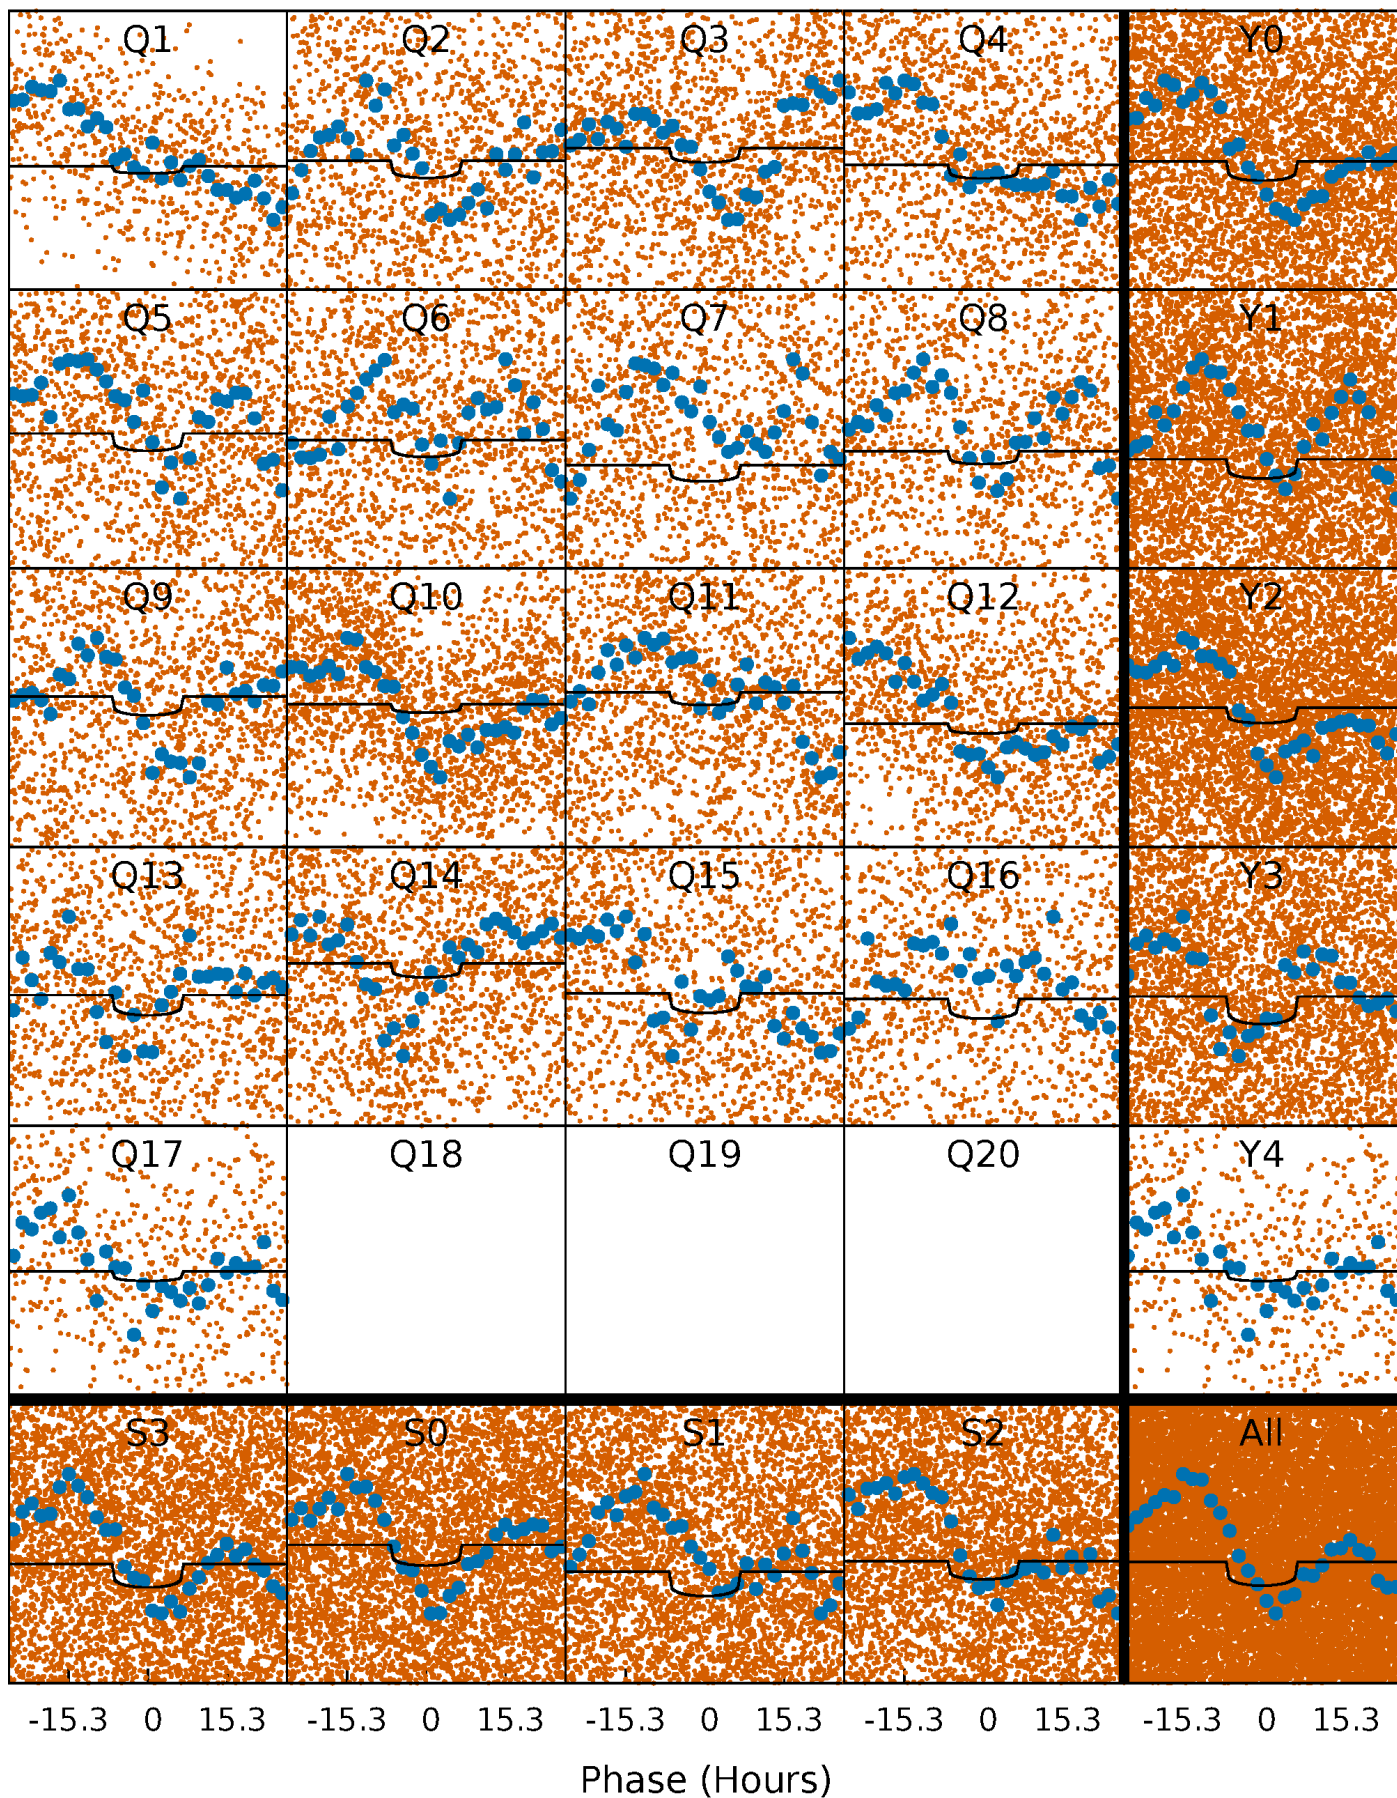 Q1 Q2 Q3 Q4 Y0
Q5 Q6 Q7 Q8 Y1
Q9 Q10 Q11 Q12 Y2
Q13 Q14 Q15 Q16 Y3
Q17 Q18 Q19 Q20 Y4
S3 S0 S1 S2 All
-15.3 0 15.3 -15.3 0 15.3 -15.3 0 15.3 -15.3 0 15.3 -15.3 0 15.3
Phase (Hours)